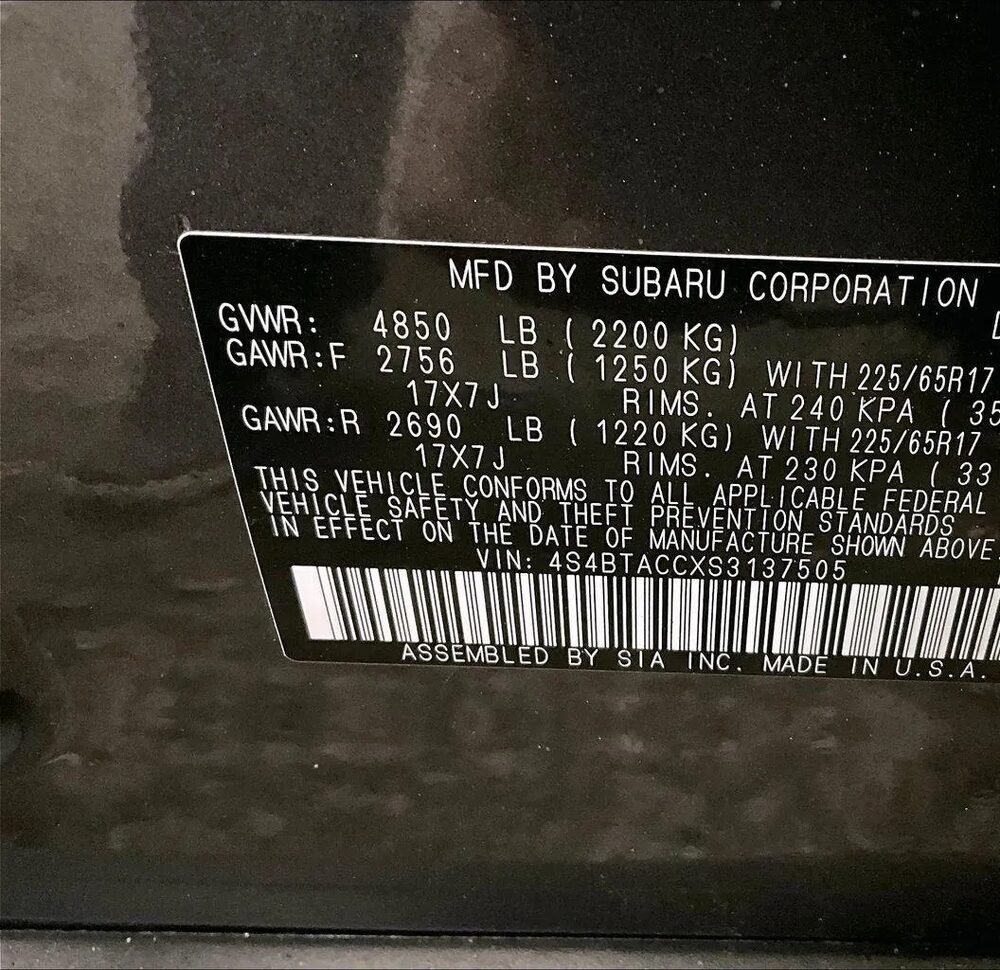 MFD BY SUBARU CORPORATION
GVWR: 4850 LB ( 2200 KG)
GAWR:F 2756 LB ( 1250 KG) WITH 225/65R17
17X7J RIMS. AT 240 KPA ( 35
GAWR:R 2690 LB ( 1220 KG) WITH 225/65R17
17X7J RIMS. AT 230 KPA ( 33
THIS VEHICLE CONFORMS TO ALL APPLICABLE FEDERAL
VEHICLE SAFETY AND THEFT PREVENTION STANDARDS
IN EFFECT ON THE DATE OF MANUFACTURE SHOWN ABOVE
VIN: 4S4BTACCXS3137505
ASSEMBLED BY SIA INC. MADE IN U.S.A.